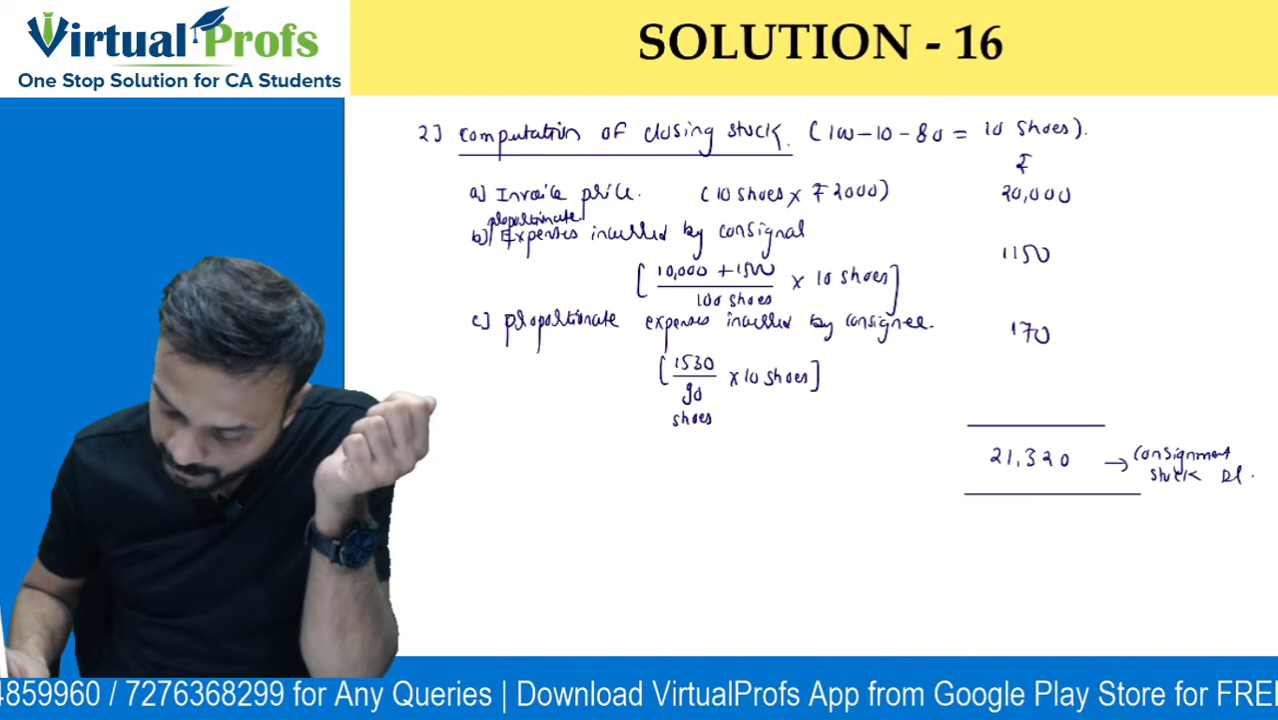 Virtual Profs
One Stop Solution for CA Students
SOLUTION - 16
2] Computation of closing stock. (100-10-80 = 10 Shoes).
₹
a) Invoice price. (10 shoes x ₹2000) 20,000
proportionate
b) Expenses incurred by consignor 1150
[10,000 + 1500 / 100 shoes x 10 shoes]
c) proportionate expenses incurred by consignee. 170
[1530 / 90 shoes x 10 shoes]
21,320 → Consignment
Stock Dr.
4859960 / 7276368299 for Any Queries | Download VirtualProfs App from Google Play Store for FREE